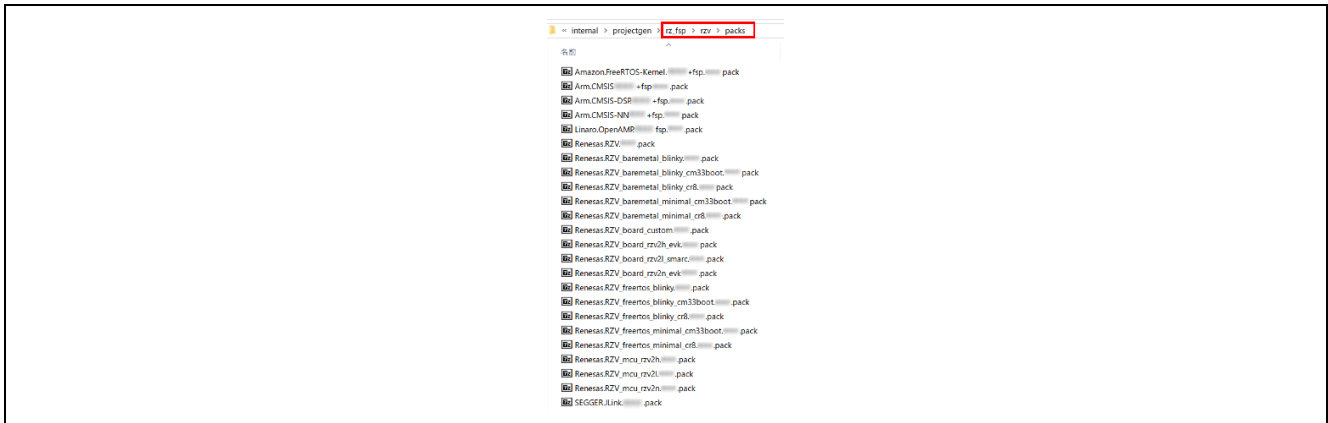 « internal > projectgen > rz_fsp > rzv > packs
名前
Amazon.FreeRTOS-Kernel. +fsp. pack
Arm.CMSIS +fsp .pack
Arm.CMSIS-DSP. +fsp. .pack
Arm.CMSIS-NN +fsp. pack
Linaro.OpenAMP fsp. .pack
Renesas.RZV. .pack
Renesas.RZV_baremetal_blinky. .pack
Renesas.RZV_baremetal_blinky_cm33boot. pack
Renesas.RZV_baremetal_blinky_cr8. pack
Renesas.RZV_baremetal_minimal_cm33boot. pack
Renesas.RZV_baremetal_minimal_cr8. .pack
Renesas.RZV_board_custom. .pack
Renesas.RZV_board_rzv2h_evk. pack
Renesas.RZV_board_rzv2l_smarc. .pack
Renesas.RZV_board_rzv2n_evk .pack
Renesas.RZV_freertos_blinky. .pack
Renesas.RZV_freertos_blinky_cm33boot. .pack
Renesas.RZV_freertos_blinky_cr8. .pack
Renesas.RZV_freertos_minimal_cm33boot. .pack
Renesas.RZV_freertos_minimal_cr8. .pack
Renesas.RZV_mcu_rzv2h. .pack
Renesas.RZV_mcu_rzv2l. .pack
Renesas.RZV_mcu_rzv2n. .pack
SEGGER.JLink. .pack